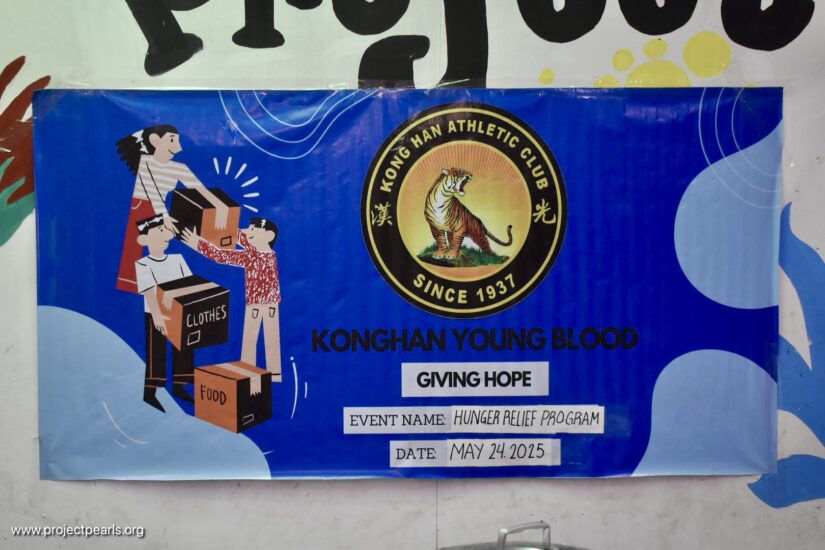 Project
KONG HAN ATHLETIC CLUB
漢 光
SINCE 1937
KONGHAN YOUNG BLOOD
GIVING HOPE
EVENT NAME: HUNGER RELIEF PROGRAM
DATE: MAY 24.2025
CLOTHES
FOOD
www.projectpearls.org